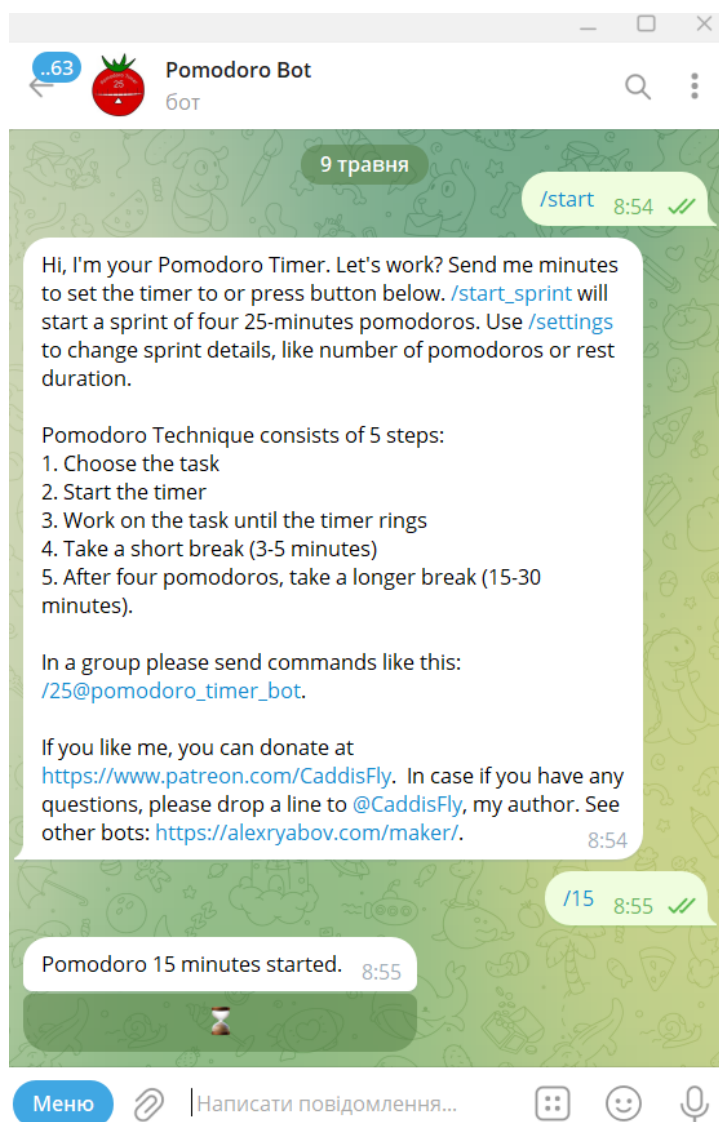 ..63
Pomodoro Bot
25
бот
9 травня
/start 8:54
Hi, I'm your Pomodoro Timer. Let's work? Send me minutes
to set the timer to or press button below. /start_sprint will
start a sprint of four 25-minutes pomodoros. Use /settings
to change sprint details, like number of pomodoros or rest
duration.
Pomodoro Technique consists of 5 steps:
1. Choose the task
2. Start the timer
3. Work on the task until the timer rings
4. Take a short break (3-5 minutes)
5. After four pomodoros, take a longer break (15-30
minutes).
In a group please send commands like this:
/25@pomodoro_timer_bot.
If you like me, you can donate at
https://www.patreon.com/CaddisFly.  In case if you have any
questions, please drop a line to @CaddisFly, my author. See
other bots: https://alexryabov.com/maker/. 8:54
/15 8:55
Pomodoro 15 minutes started. 8:55
Меню Написати повідомлення...